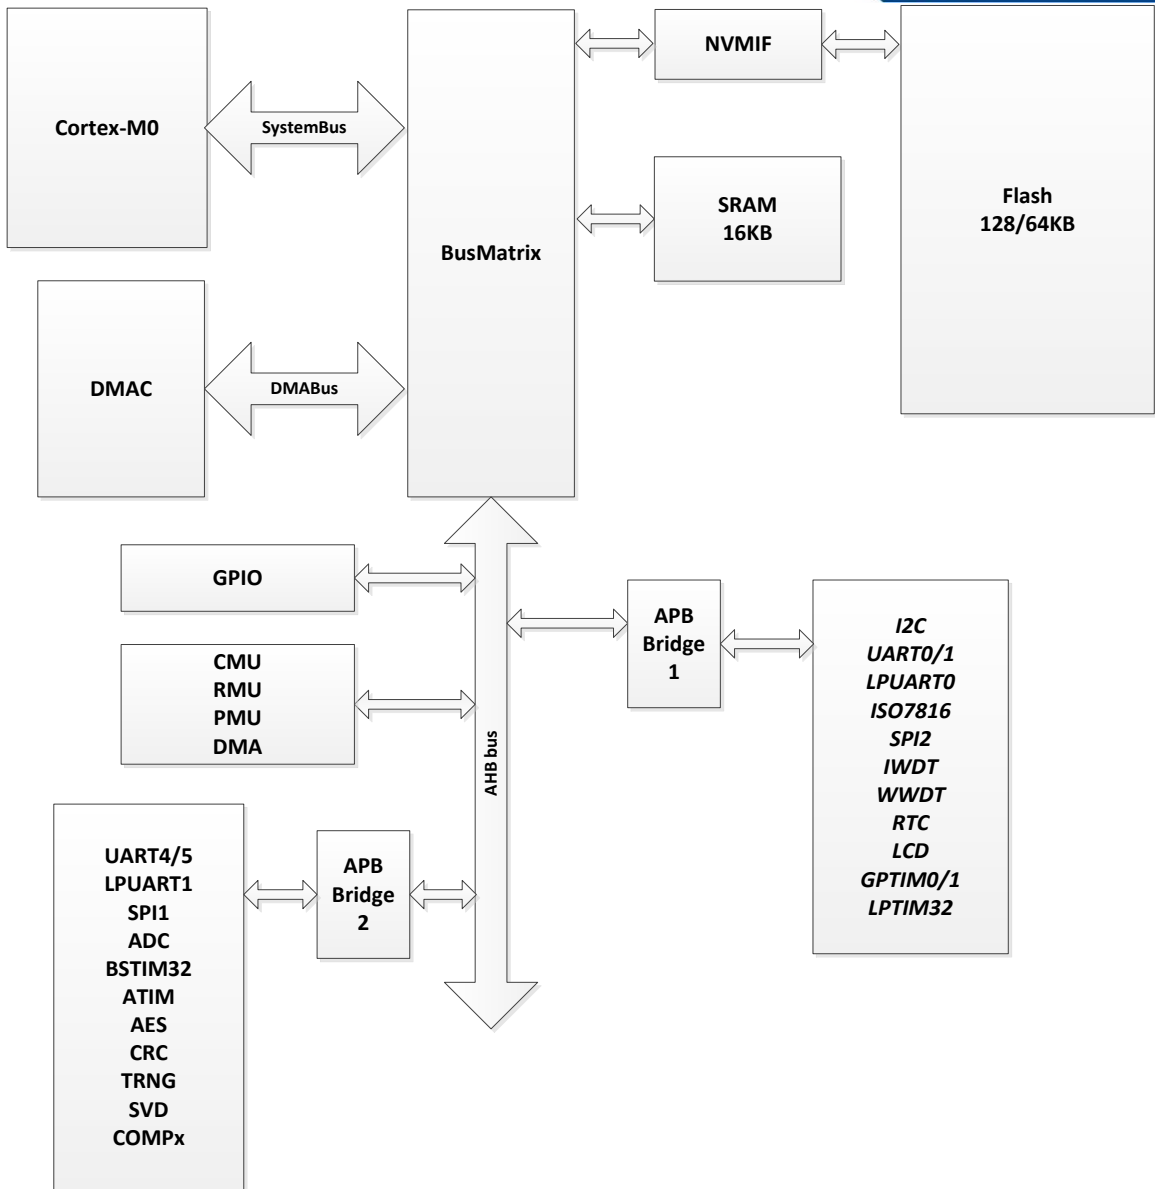 Cortex-M0
SystemBus
BusMatrix
NVMIF
Flash
128/64KB
SRAM
16KB
DMAC
DMABus
GPIO
CMU
RMU
PMU
DMA
AHB bus
APB
Bridge
1
I2C
UART0/1
LPUART0
ISO7816
SPI2
IWDT
WWDT
RTC
LCD
GPTIM0/1
LPTIM32
APB
Bridge
2
UART4/5
LPUART1
SPI1
ADC
BSTIM32
ATIM
AES
CRC
TRNG
SVD
COMPx